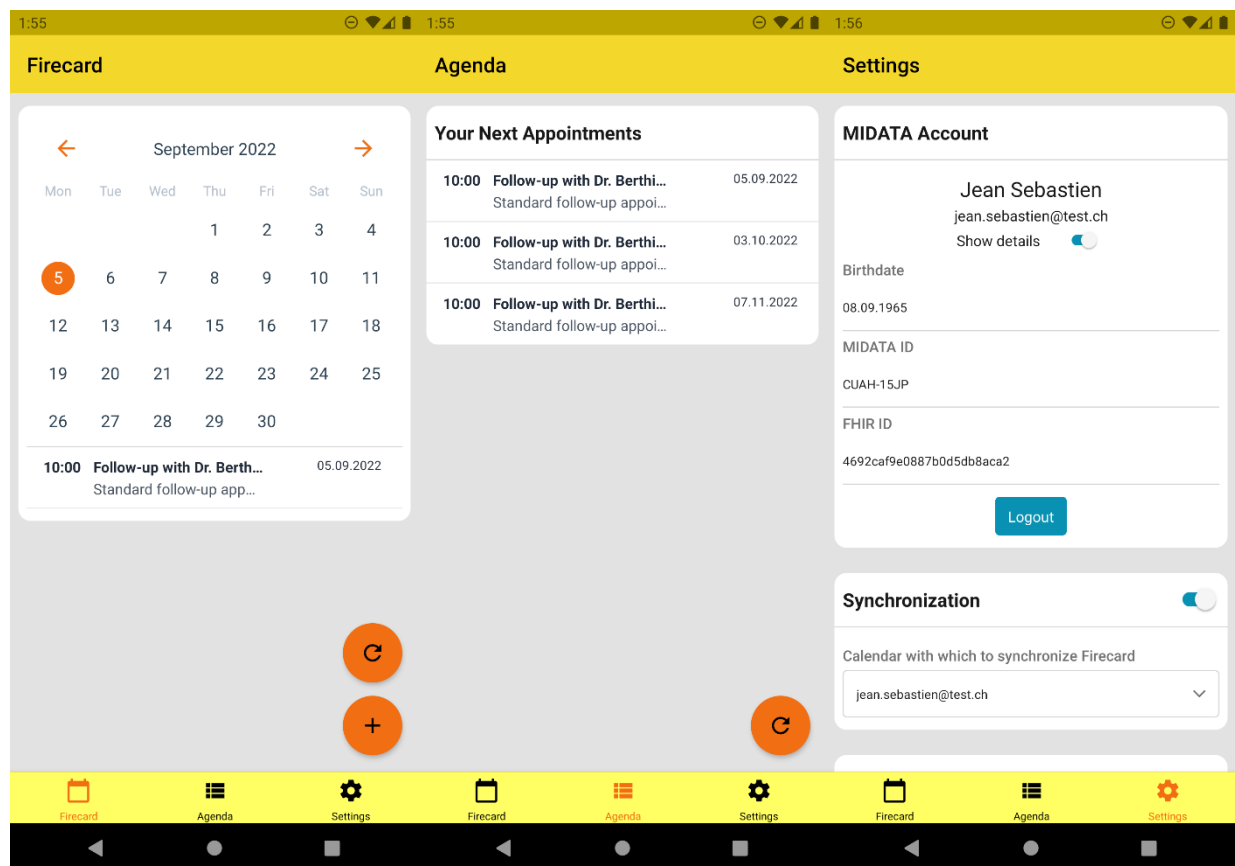 1:55
Firecard
September 2022
Mon Tue Wed Thu Fri Sat Sun
1 2 3 4
5 6 7 8 9 10 11
12 13 14 15 16 17 18
19 20 21 22 23 24 25
26 27 28 29 30
10:00 Follow-up with Dr. Berth... 05.09.2022
Standard follow-up app...
Firecard Agenda Settings
1:55
Agenda
Your Next Appointments
10:00 Follow-up with Dr. Berthi... 05.09.2022
Standard follow-up appoi...
10:00 Follow-up with Dr. Berthi... 03.10.2022
Standard follow-up appoi...
10:00 Follow-up with Dr. Berthi... 07.11.2022
Standard follow-up appoi...
Firecard Agenda Settings
1:56
Settings
MIDATA Account
Jean Sebastien
jean.sebastien@test.ch
Show details
Birthdate
08.09.1965
MIDATA ID
CUAH-15JP
FHIR ID
4692caf9e0887b0d5db8aca2
Logout
Synchronization
Calendar with which to synchronize Firecard
jean.sebastien@test.ch
Firecard Agenda Settings